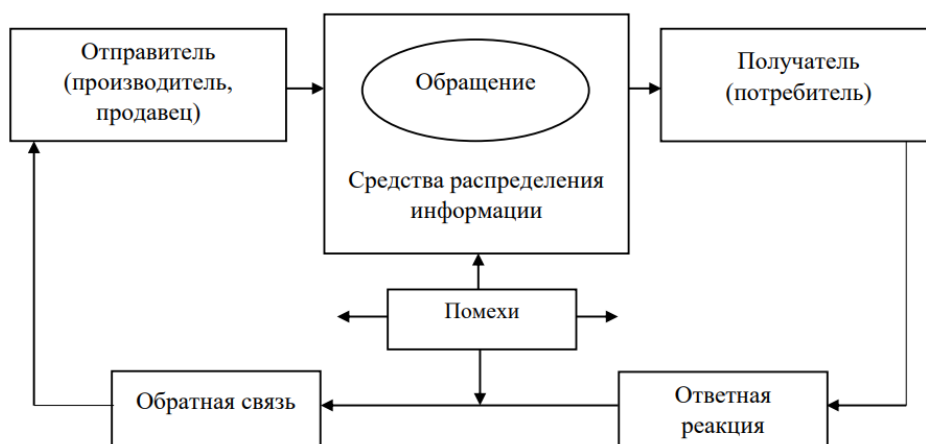 Отправитель
(производитель,
продавец)
Обращение
Средства распределения
информации
Получатель
(потребитель)
Помехи
Обратная связь
Ответная
реакция